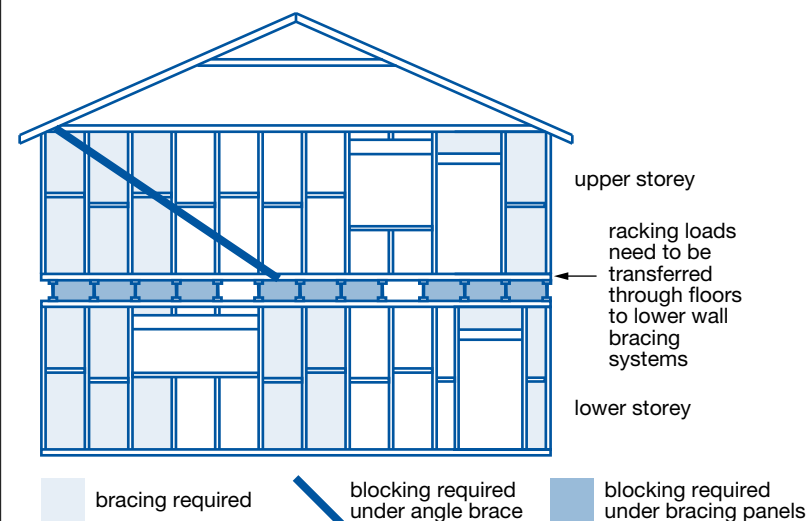 upper storey
racking loads
need to be
transferred
through floors
to lower wall
bracing
systems
lower storey
bracing required
blocking required
under angle brace
blocking required
under bracing panels